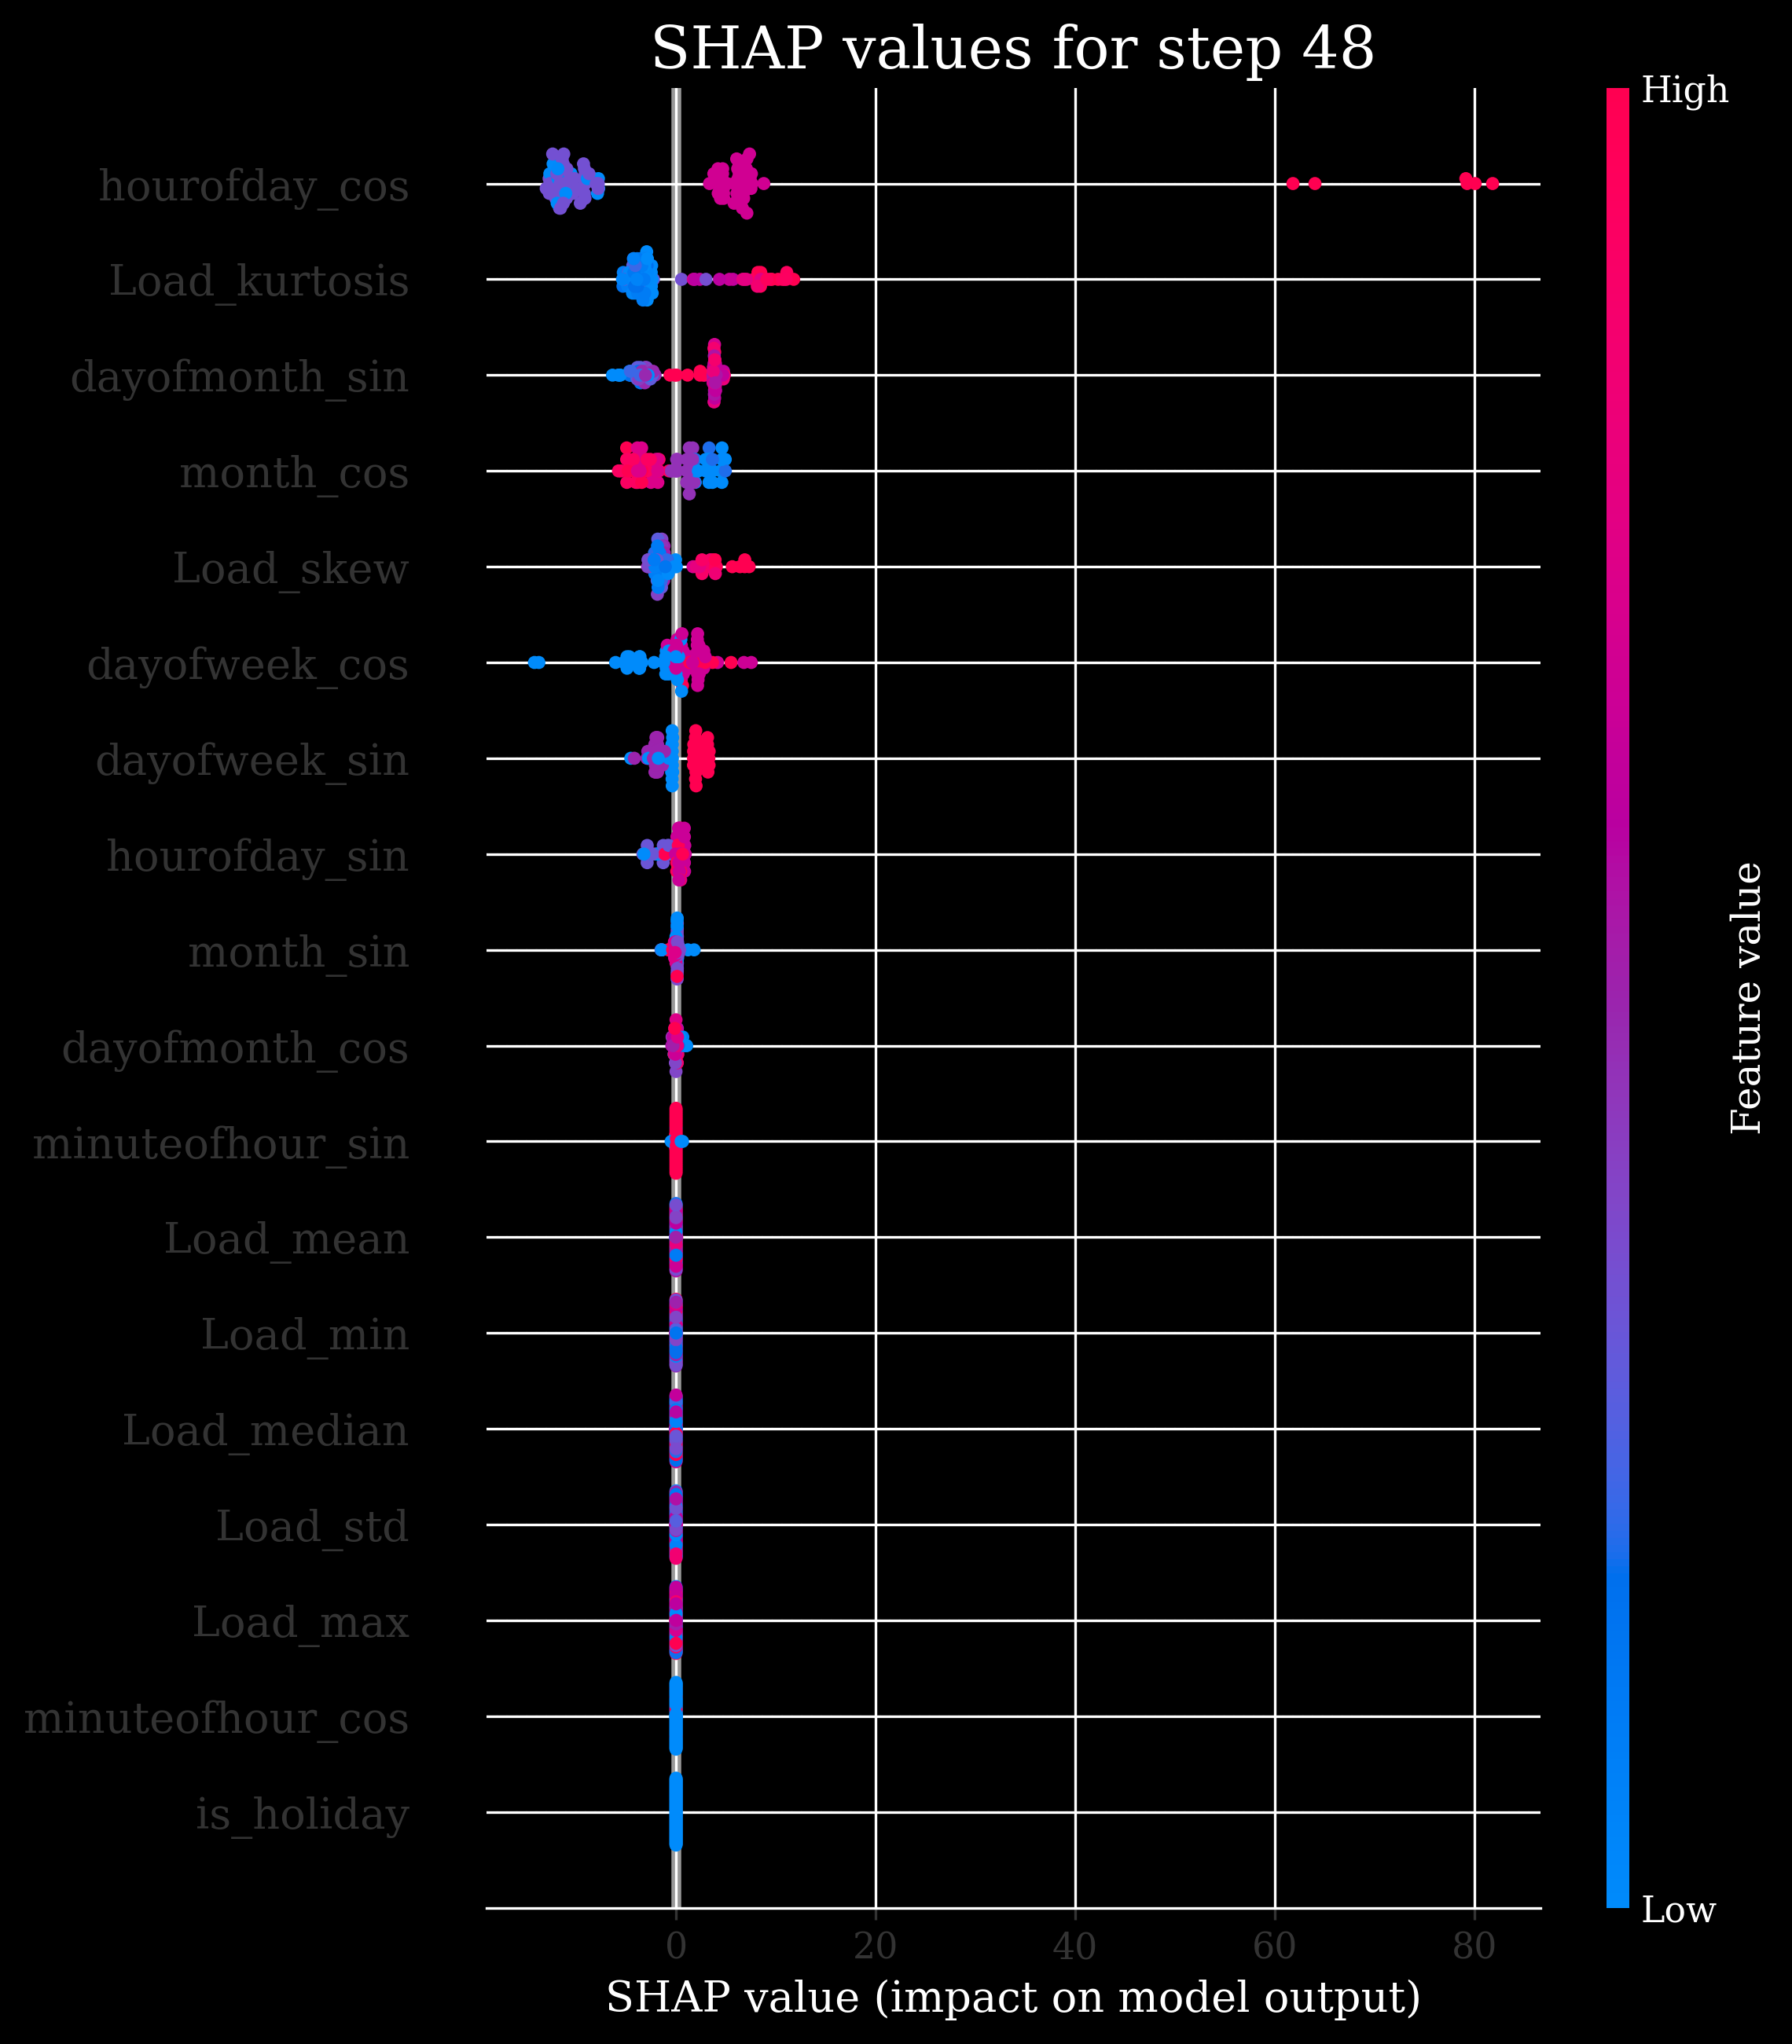 SHAP values for step 48
High
hourofday_cos
Load_kurtosis
dayofmonth_sin
month_cos
Load_skew
dayofweek_cos
dayofweek_sin
hourofday_sin
month_sin
dayofmonth_cos
minuteofhour_sin
Load_mean
Load_min
Load_median
Load_std
Load_max
minuteofhour_cos
is_holiday
Feature value
Low
0 20 40 60 80
SHAP value (impact on model output)